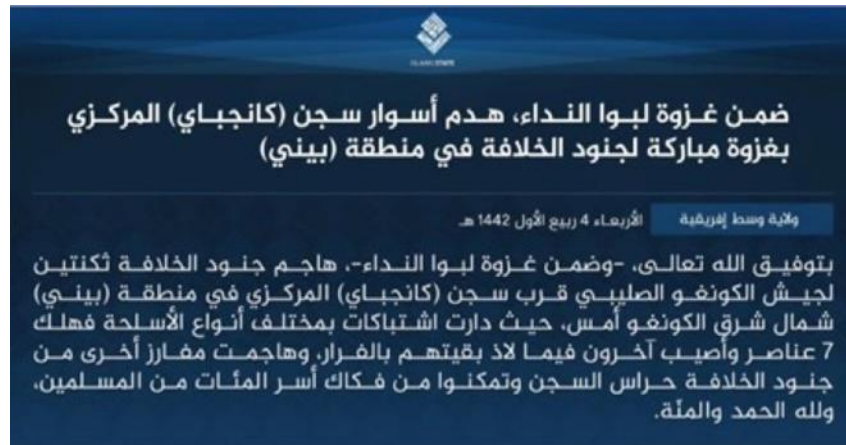 ISLAMIC STATE
ضمن غزوة لبوا النداء، هدم أسوار سجن (كانجباي) المركزي
بغزوة مباركة لجنود الخلافة في منطقة (بيني)
ولاية وسط إفريقية الأربعاء 4 ربيع الأول 1442 هـ
بتوفيق الله تعالى، -وضمن غزوة لبوا النداء-، هاجم جنود الخلافة ثكنتين
لجيش الكونغو الصليبي قرب سجن (كانجباي) المركزي في منطقة (بيني)
شمال شرق الكونغو أمس، حيث دارت اشتباكات بمختلف أنواع الأسلحة فهلك
7 عناصر وأصيب آخرون فيما لاذ بقيتهم بالفرار، وهاجمت مفارز أخرى من
جنود الخلافة حراس السجن وتمكنوا من فكاك أسر المئات من المسلمين،
ولله الحمد والمنّة.